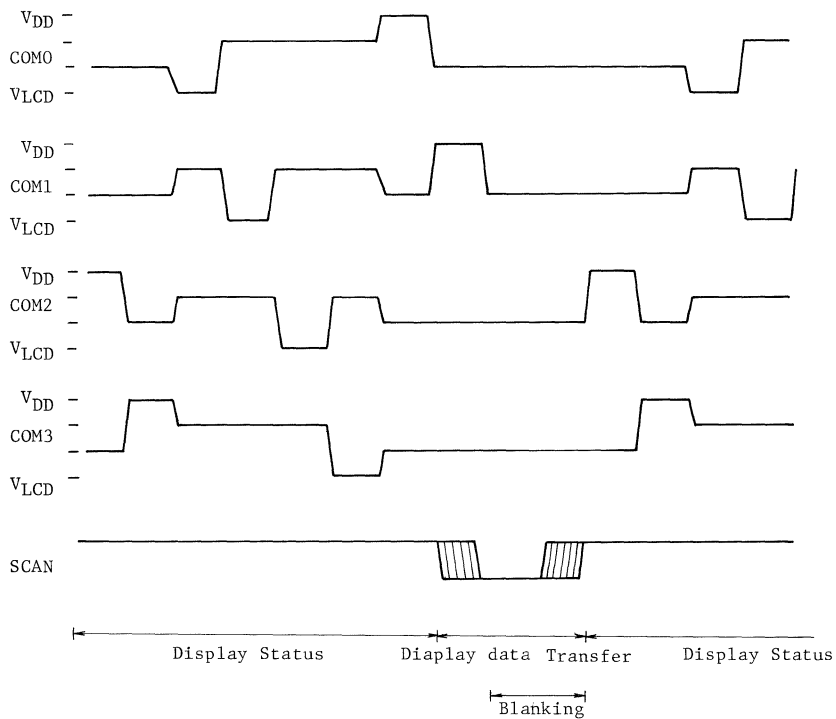 VDD
COM0
VLCD
VDD
COM1
VLCD
VDD
COM2
VLCD
VDD
COM3
VLCD
SCAN
Display Status
Diaplay data Transfer
Display Status
Blanking